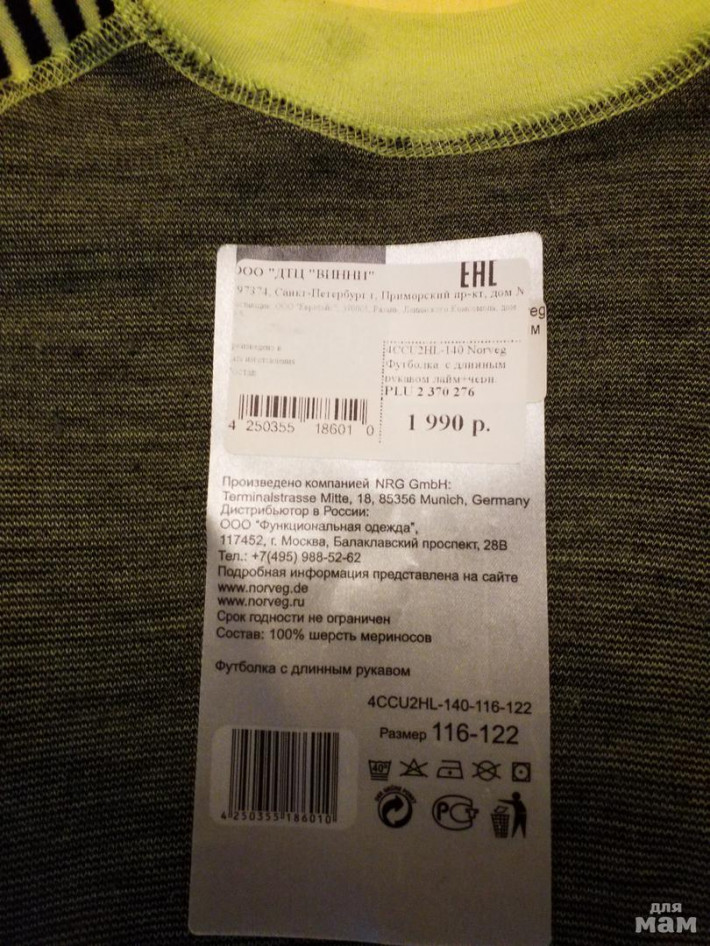 ООО "ДТЦ "ВИННИ"
ЕАС
97374, Санкт-Петербург г, Приморский пр-кт, дом N
eg
м
4CCU2HL-140 Norveg
Футболка с длинным
рукавом лайм+черн.
PLU 2 370 276
1 990 р.
4 250355 18601 0
Произведено компанией NRG GmbH:
Terminalstrasse Mitte, 18, 85356 Munich, Germany
Дистрибьютор в России:
ООО "Функциональная одежда",
117452, г. Москва, Балаклавский проспект, 28В
Тел.: +7(495) 988-52-62
Подробная информация представлена на сайте
www.norveg.de
www.norveg.ru
Срок годности не ограничен
Состав: 100% шерсть мериносов
Футболка с длинным рукавом
4CCU2HL-140-116-122
Размер 116-122
40°
РСТ
4 250355 186010
для
мам